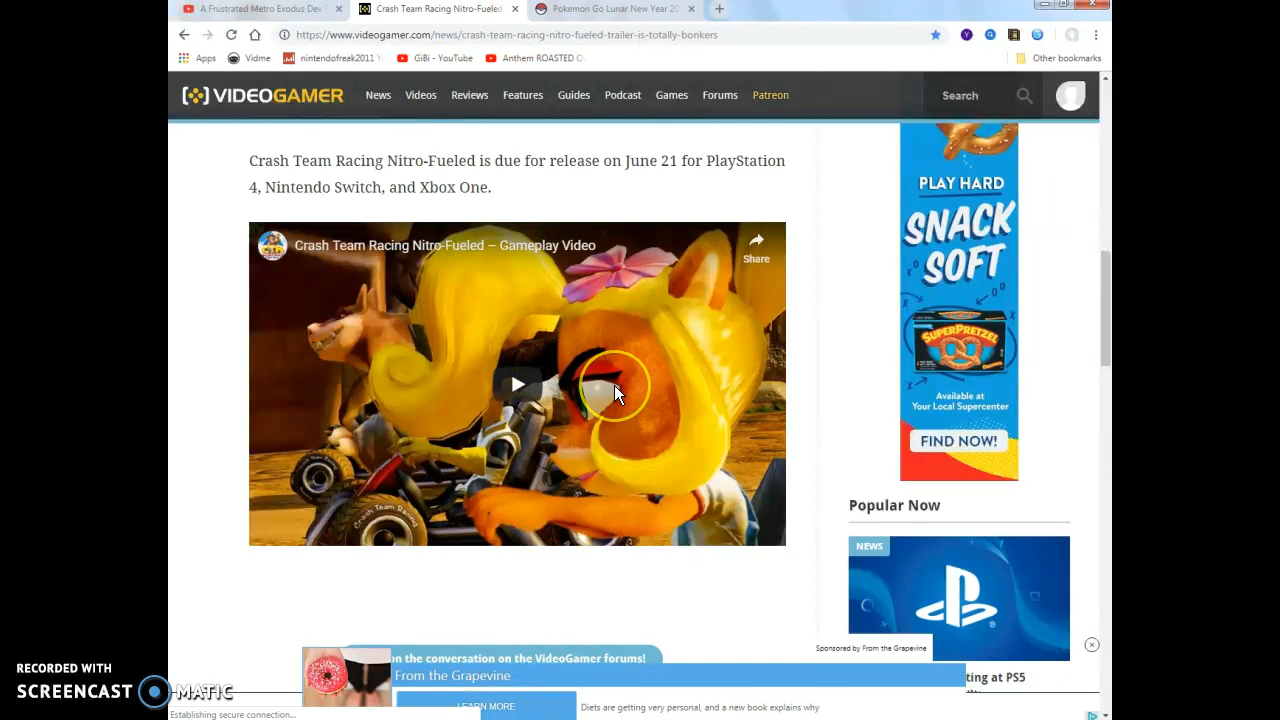 A Frustrated Metro Exodus Dev S
Crash Team Racing Nitro-Fueled
Pokemon Go Lunar New Year 20
https://www.videogamer.com/news/crash-team-racing-nitro-fueled-trailer-is-totally-bonkers
Apps
Vidme
nintendofreak2011
GiBi - YouTube
Anthem ROASTED
Other bookmarks
VIDEOGAMER
News
Videos
Reviews
Features
Guides
Podcast
Games
Forums
Patreon
Search
Crash Team Racing Nitro-Fueled is due for release on June 21 for PlayStation
4, Nintendo Switch, and Xbox One.
Crash Team Racing Nitro-Fueled – Gameplay Video
Share
Crash Team Racing
PLAY HARD
SNACK
SOFT
SUPERPRETZEL
Available at
Your Local Supercenter
FIND NOW!
Popular Now
NEWS
Sponsored by From the Grapevine
on the conversation on the VideoGamer forums!
From the Grapevine
ting at PS5
LEARN MORE
Diets are getting very personal, and a new book explains why
RECORDED WITH
SCREENCAST MATIC
Establishing secure connection...